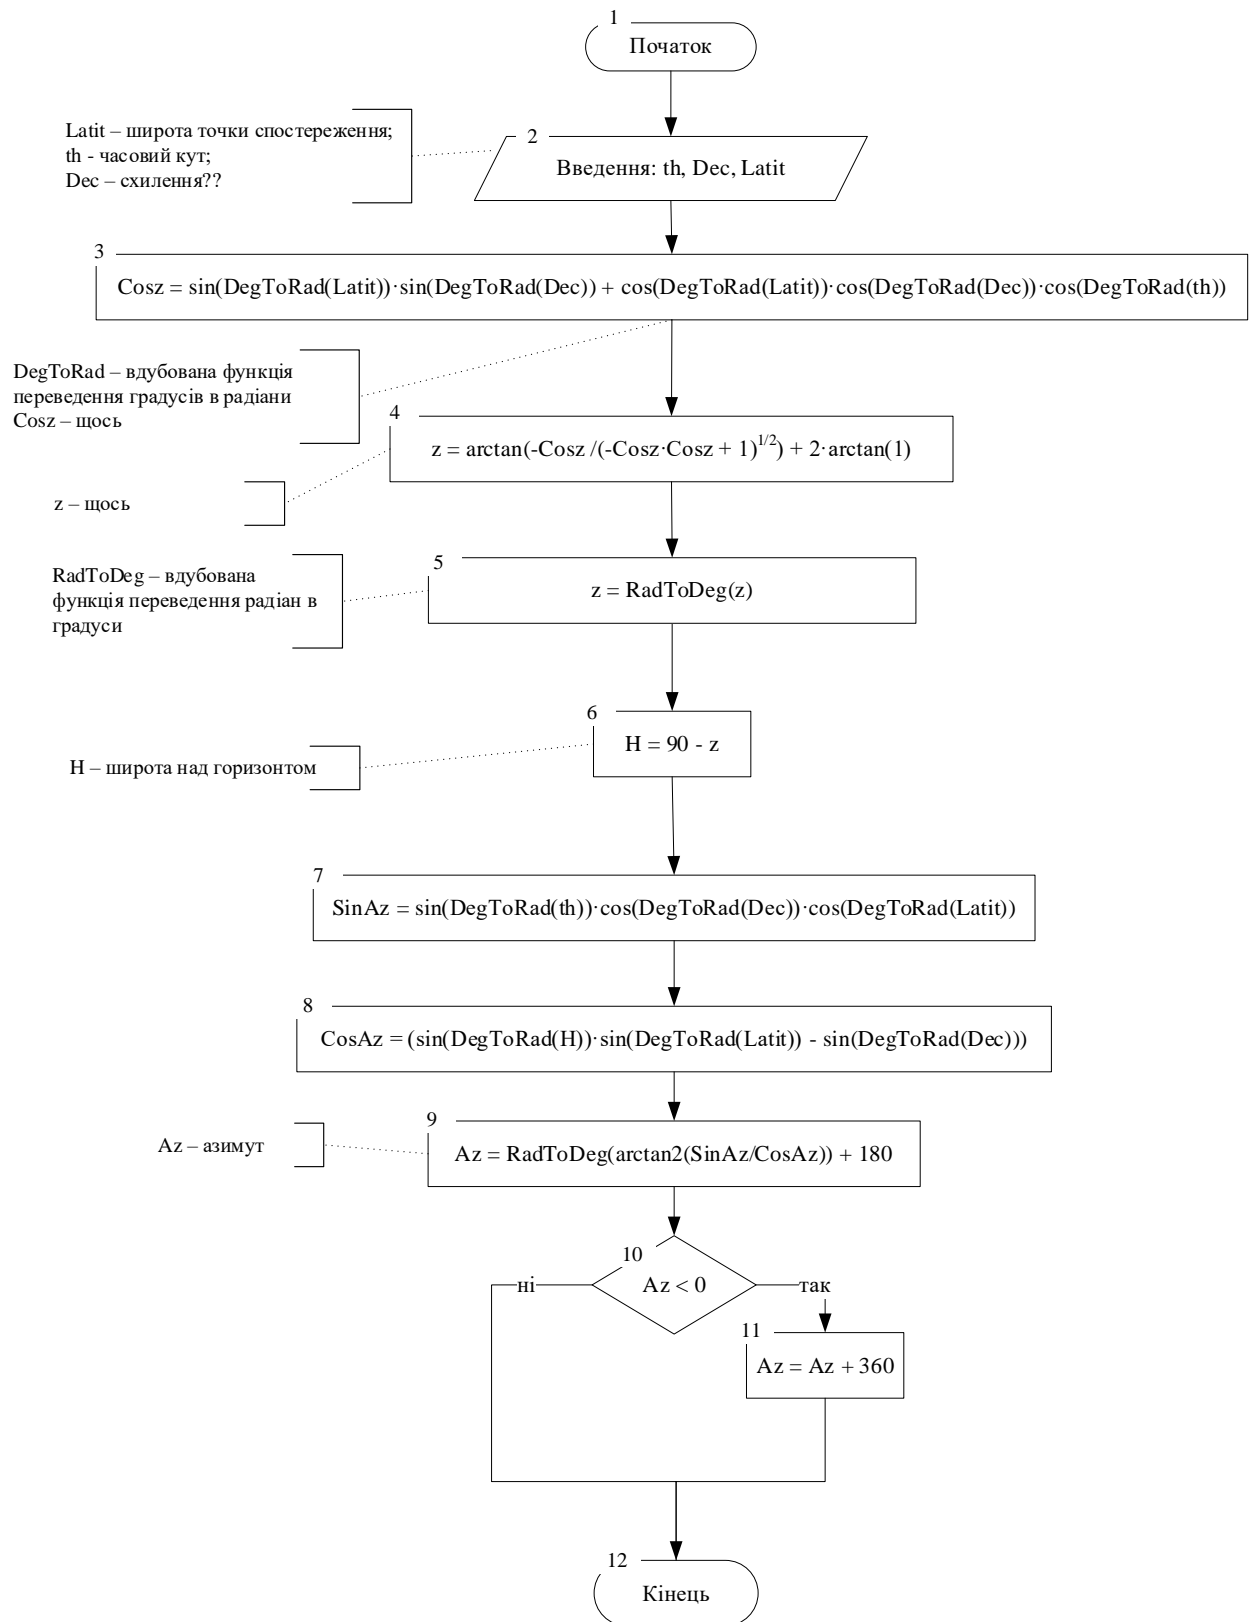 1
Початок
Latit – широта точки спостереження;
th - часовий кут;
Dec – схилення??
2
Введення: th, Dec, Latit
3
Cosz = sin(DegToRad(Latit))·sin(DegToRad(Dec)) + cos(DegToRad(Latit))·cos(DegToRad(Dec))·cos(DegToRad(th))
DegToRad – вдубована функція
переведення градусів в радіани
Cosz – щось
4
z = arctan(-Cosz /(-Cosz·Cosz + 1)^1/2) + 2·arctan(1)
z – щось
5
RadToDeg – вдубована
функція переведення радіан в
градуси
z = RadToDeg(z)
6
H = 90 - z
H – широта над горизонтом
7
SinAz = sin(DegToRad(th))·cos(DegToRad(Dec))·cos(DegToRad(Latit))
8
CosAz = (sin(DegToRad(H))·sin(DegToRad(Latit)) - sin(DegToRad(Dec)))
9
Az – азимут
Az = RadToDeg(arctan2(SinAz/CosAz)) + 180
10
ні
Az < 0
так
11
Az = Az + 360
12
Кінець